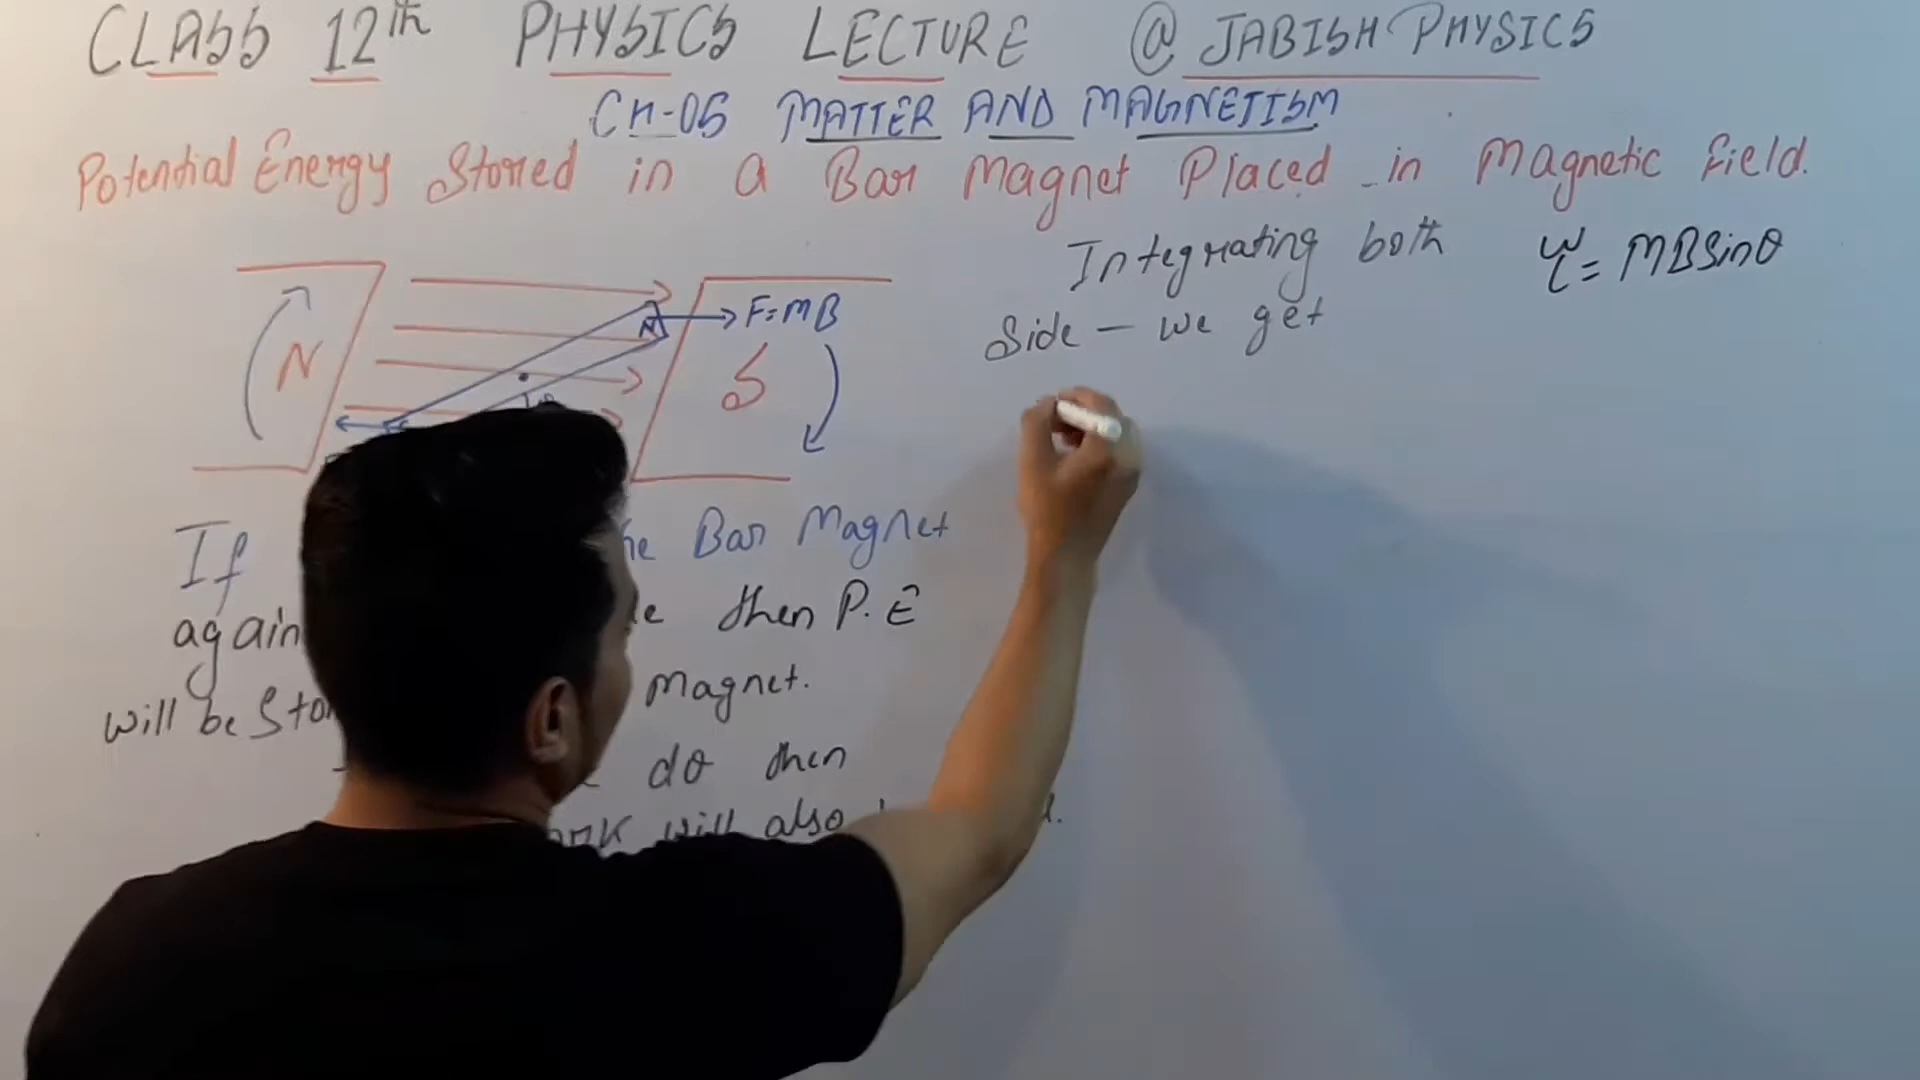 CLASS 12th PHYSICS LECTURE @ JABISH PHYSICS
CH-05 MATTER AND MAGNETISM
Potential Energy Stored in a Bar Magnet Placed in Magnetic field.
Integrating both
Side — we get
τ = MBSinθ
N
N
F=mB
S
If
he Bar Magnet
again
then P.E
will be Stor
Magnet.
dθ then
will also